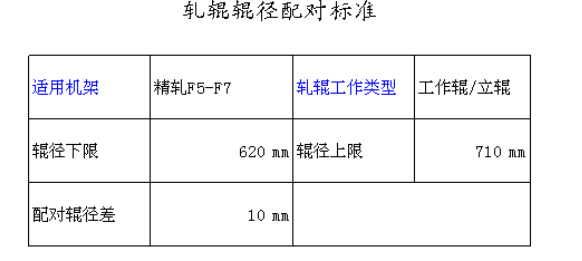 轧辊辊径配对标准
适用机架 精轧F5-F7 轧辊工作类型 工作辊/立辊
辊径下限 620 mm 辊径上限 710 mm
配对辊径差 10 mm